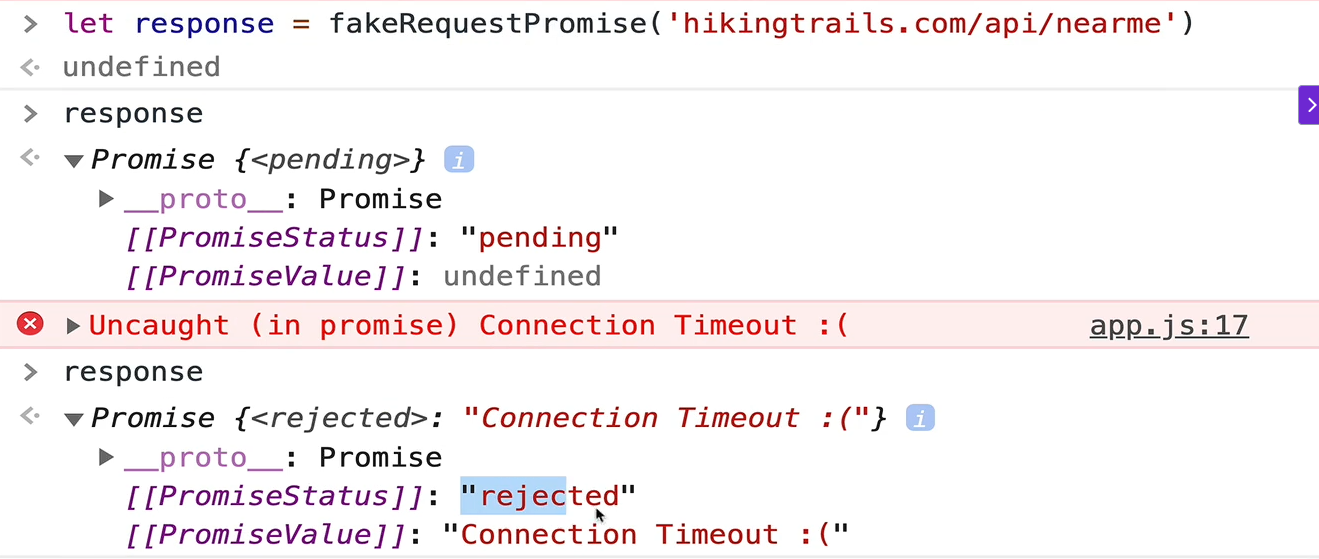 > let response = fakeRequestPromise('hikingtrails.com/api/nearme')
undefined
> response
Promise {<pending>} i
__proto__: Promise
[[PromiseStatus]]: "pending"
[[PromiseValue]]: undefined
Uncaught (in promise) Connection Timeout :( app.js:17
> response
Promise {<rejected>: "Connection Timeout :("} i
__proto__: Promise
[[PromiseStatus]]: "rejected"
[[PromiseValue]]: "Connection Timeout :("